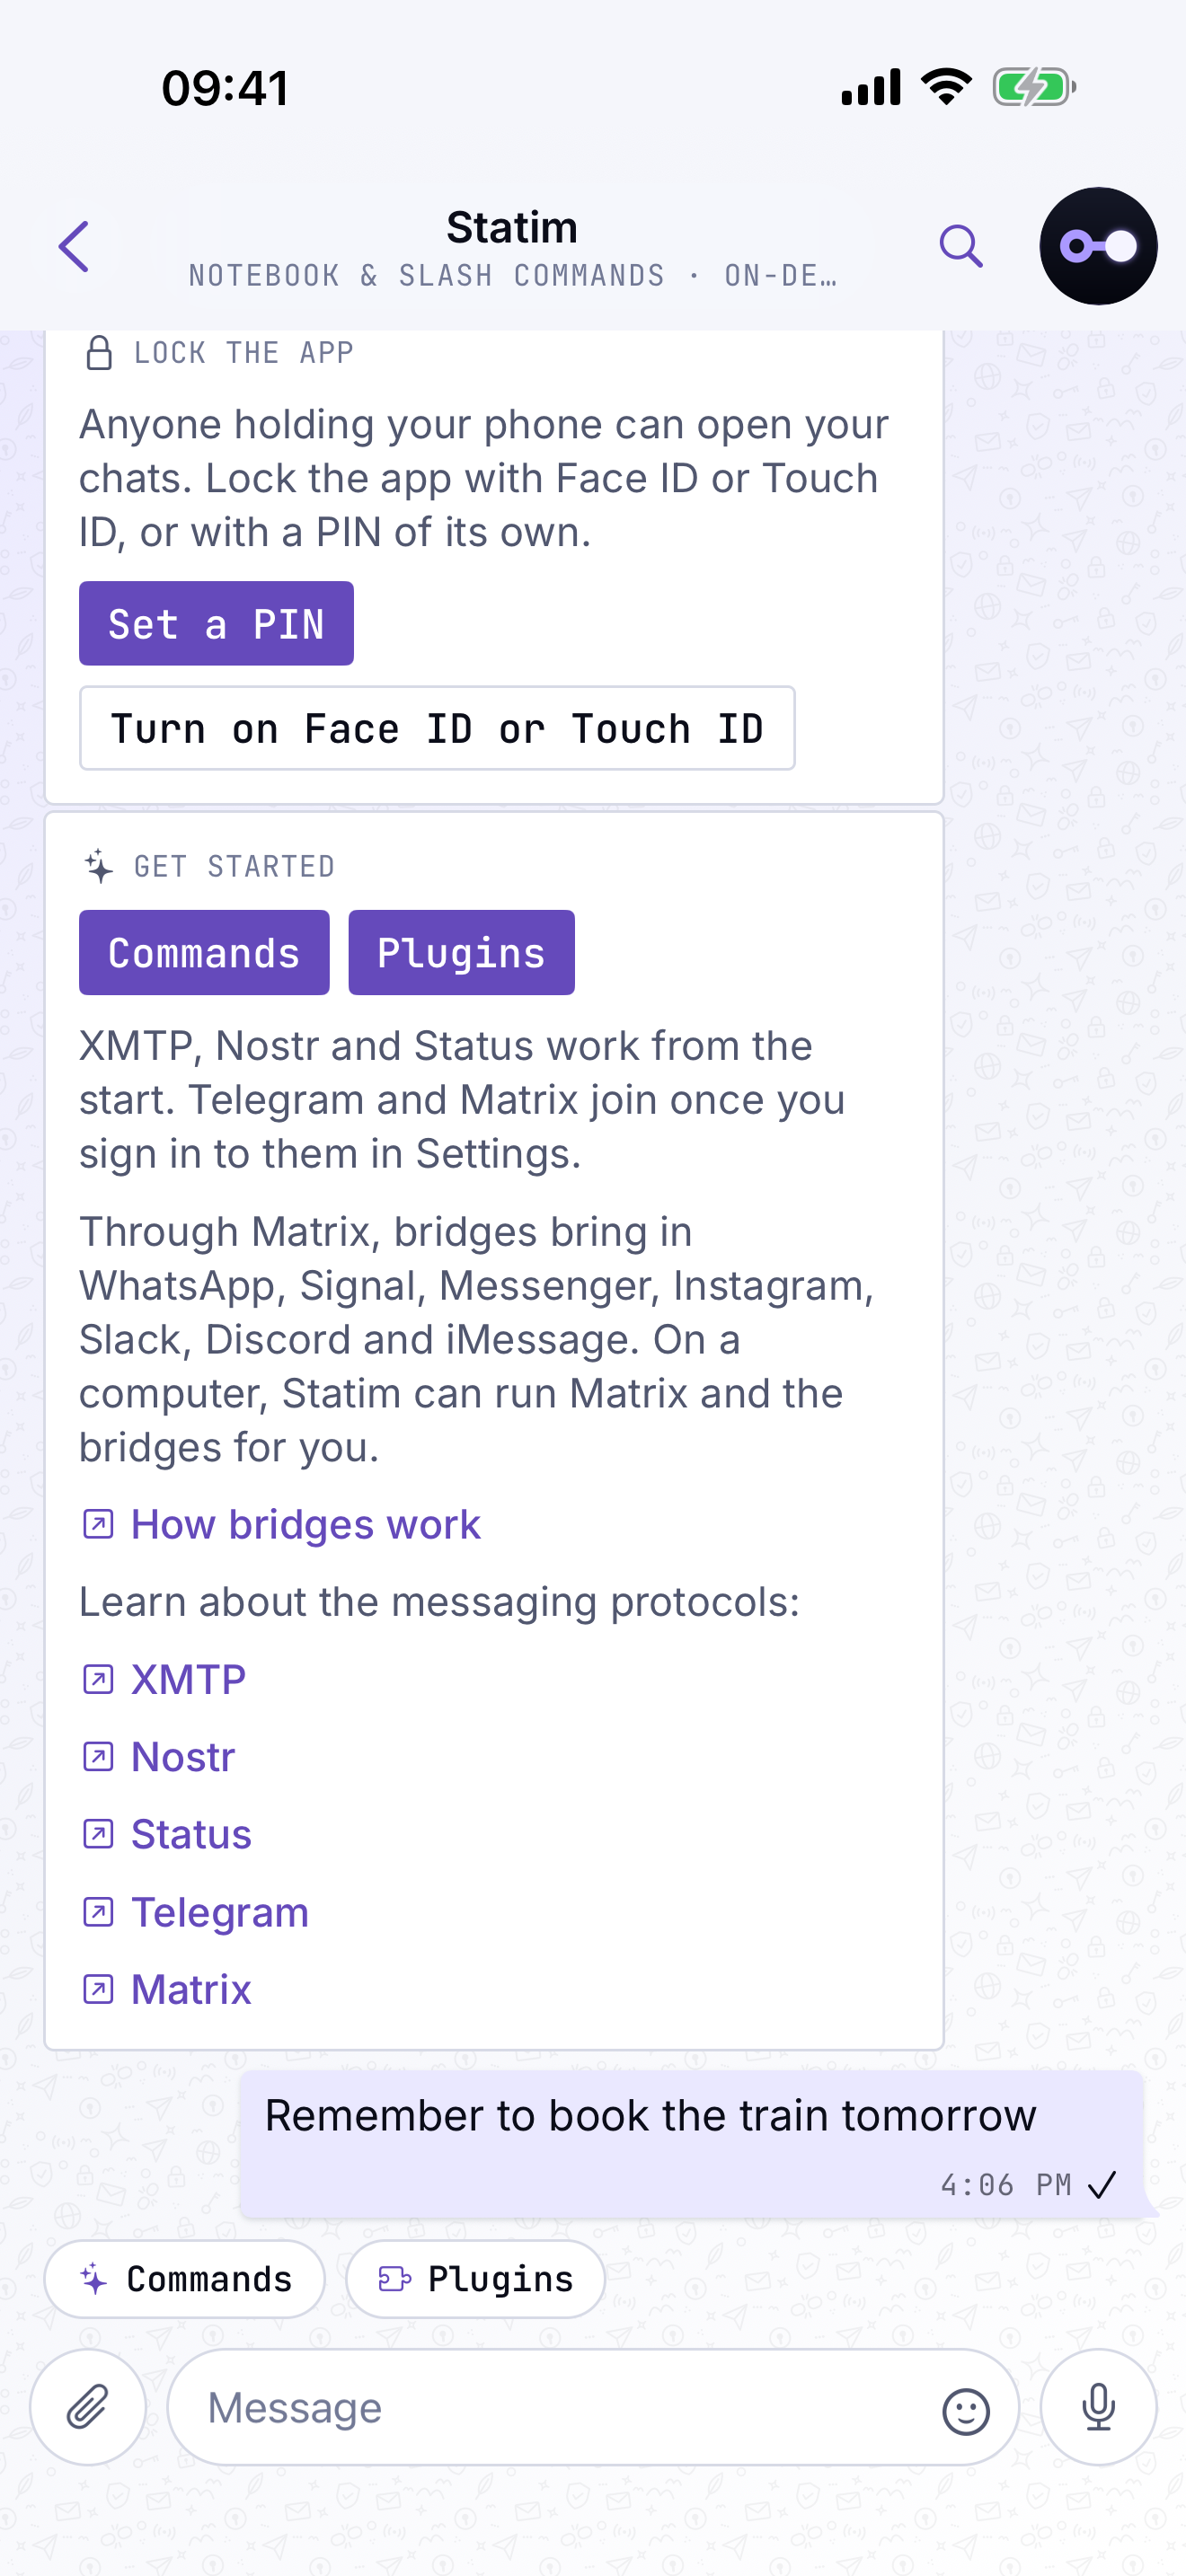 09:41
Statim
NOTEBOOK & SLASH COMMANDS · ON-DE…
LOCK THE APP
Anyone holding your phone can open your
chats. Lock the app with Face ID or Touch
ID, or with a PIN of its own.
Set a PIN
Turn on Face ID or Touch ID
GET STARTED
Commands Plugins
XMTP, Nostr and Status work from the
start. Telegram and Matrix join once you
sign in to them in Settings.
Through Matrix, bridges bring in
WhatsApp, Signal, Messenger, Instagram,
Slack, Discord and iMessage. On a
computer, Statim can run Matrix and the
bridges for you.
How bridges work
Learn about the messaging protocols:
XMTP
Nostr
Status
Telegram
Matrix
Remember to book the train tomorrow
4:06 PM
Commands Plugins
Message